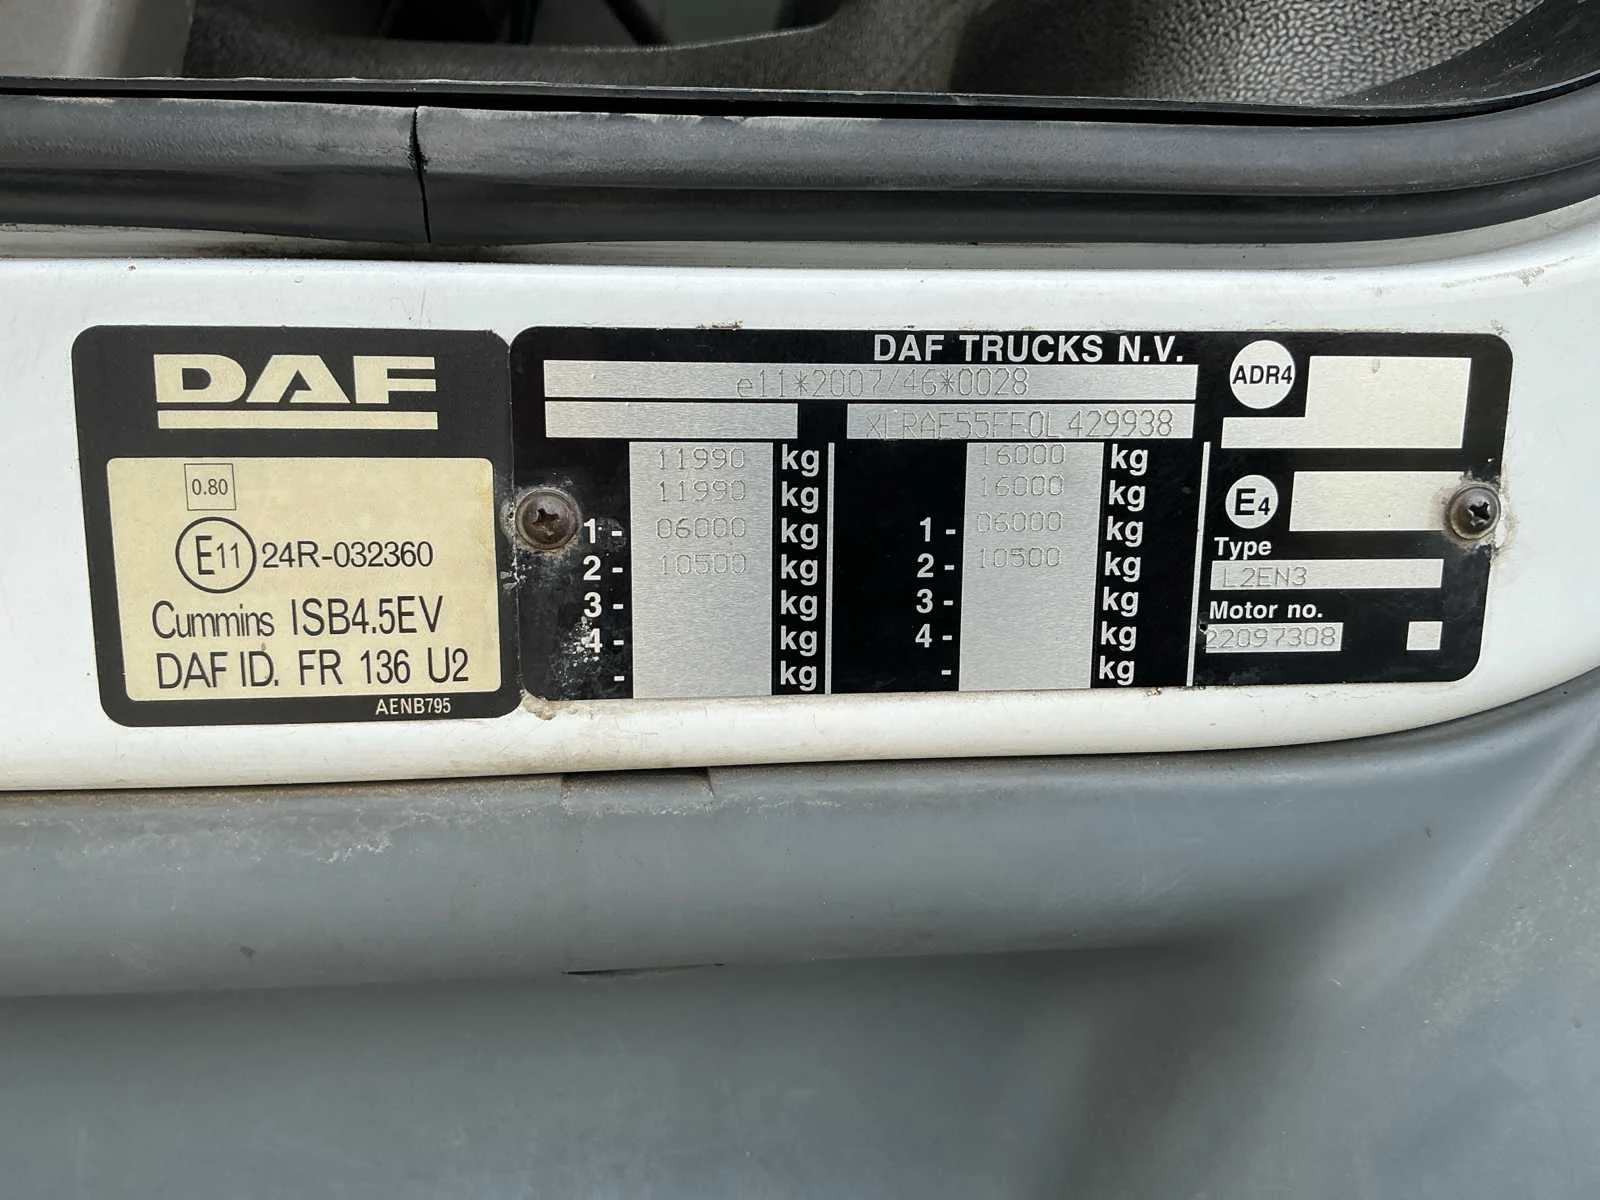 DAF
0.80
E11 24R-032360
Cummins ISB4.5EV
DAF ID. FR 136 U2
AENB795
DAF TRUCKS N.V.
e11*2007/46*0028
XLRAE55FF0L429938
11990 kg 16000 kg
11990 kg 16000 kg
1- 06000 kg 1- 06000 kg
2- 10500 kg 2- 10500 kg
3- kg 3- kg
4- kg 4- kg
- kg - kg
ADR4
E4
Type
L2EN3
Motor no.
22097308